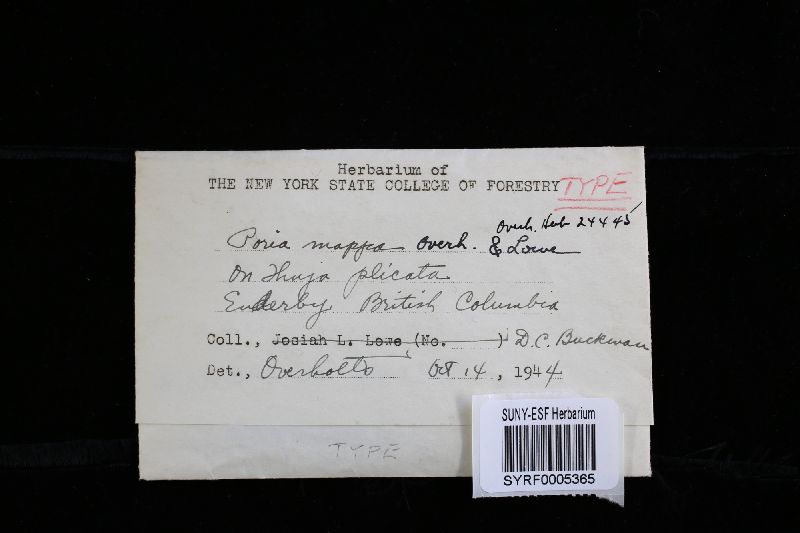 Herbarium of
THE NEW YORK STATE COLLEGE OF FORESTRY TYPE
Overh. Herb 24445
Poria mappa Overh. & Lowe
On Thuja plicata
Enderby British Columbia
Coll., Josiah L. Lowe (No. ) D.C. Buckman
Det., Overholts Oct 14, 1944
TYPE
SUNY-ESF Herbarium
SYRF0005365